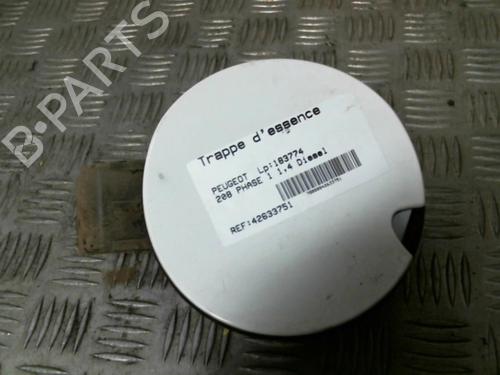 B-PARTS
Trappe d'essence
PEUGEOT Lp:183774
208 PHASE 1 1.4 Diesel
REF:42633751